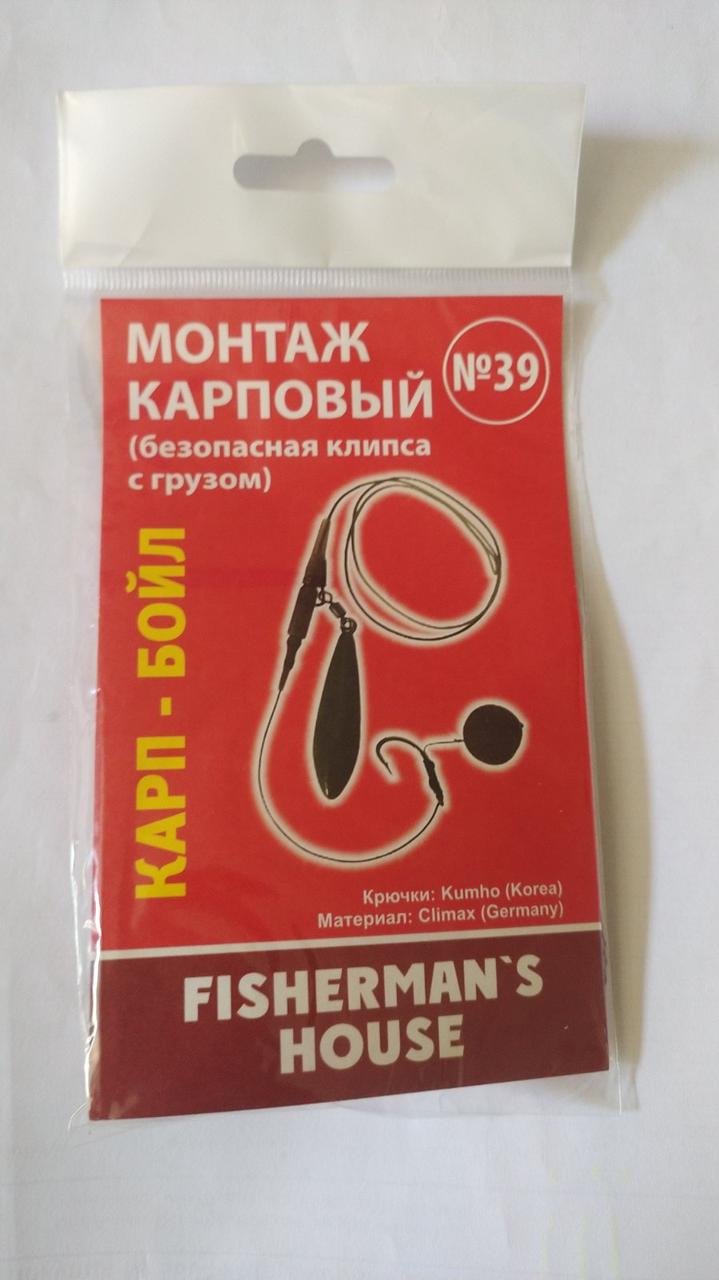 МОНТАЖ
КАРПОВЫЙ
№39
(безопасная клипса
с грузом)
КАРП - БОЙЛ
Крючки: Kumho (Korea)
Материал: Climax (Germany)
FISHERMAN`S
HOUSE